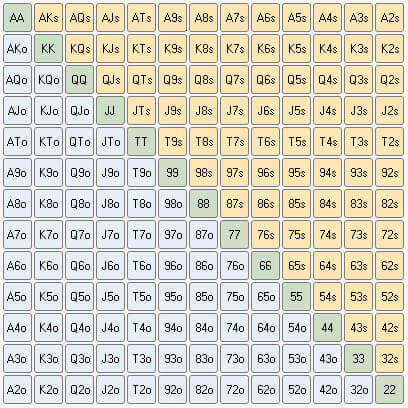 AA AKs AQs AJs ATs A9s A8s A7s A6s A5s A4s A3s A2s
AKo KK KQs KJs KTs K9s K8s K7s K6s K5s K4s K3s K2s
AQo KQo QQ QJs QTs Q9s Q8s Q7s Q6s Q5s Q4s Q3s Q2s
AJo KJo QJo JJ JTs J9s J8s J7s J6s J5s J4s J3s J2s
ATo KTo QTo JTo TT T9s T8s T7s T6s T5s T4s T3s T2s
A9o K9o Q9o J9o T9o 99 98s 97s 96s 95s 94s 93s 92s
A8o K8o Q8o J8o T8o 98o 88 87s 86s 85s 84s 83s 82s
A7o K7o Q7o J7o T7o 97o 87o 77 76s 75s 74s 73s 72s
A6o K6o Q6o J6o T6o 96o 86o 76o 66 65s 64s 63s 62s
A5o K5o Q5o J5o T5o 95o 85o 75o 65o 55 54s 53s 52s
A4o K4o Q4o J4o T4o 94o 84o 74o 64o 54o 44 43s 42s
A3o K3o Q3o J3o T3o 93o 83o 73o 63o 53o 43o 33 32s
A2o K2o Q2o J2o T2o 92o 82o 72o 62o 52o 42o 32o 22